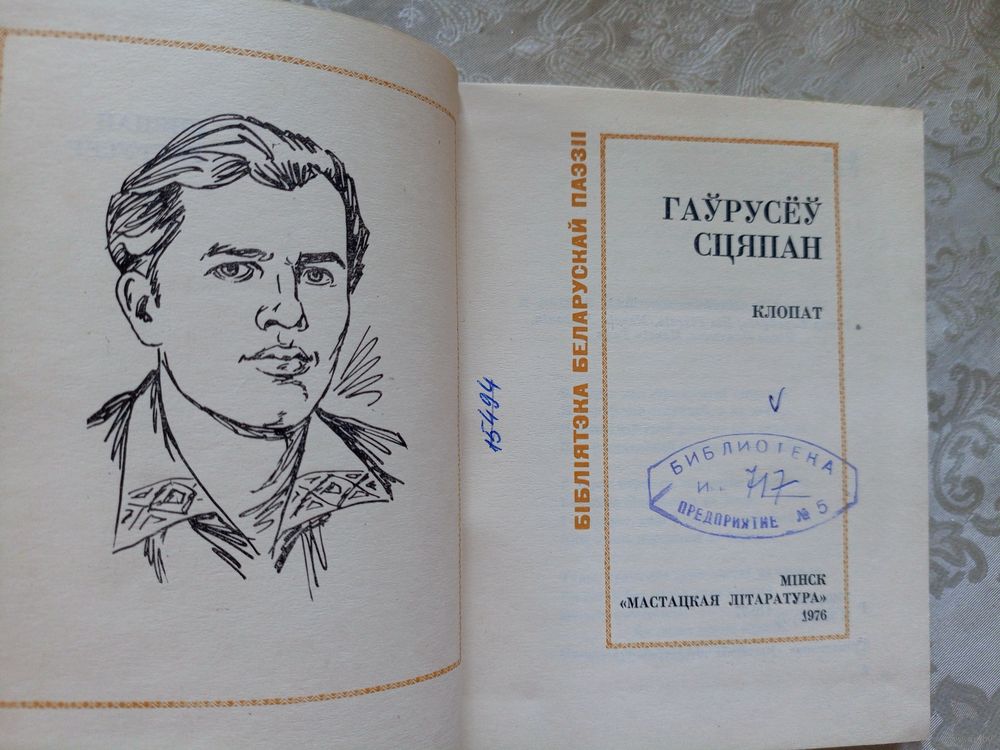 15494
БІБЛІЯТЭКА БЕЛАРУСКАЙ ПАЭЗІІ
ГАЎРУСЁЎ
СЦЯПАН
КЛОПАТ
БИБЛИОТЕКА
и.. 717
ПРЕДПРИЯТИЕ № 5
МІНСК
«МАСТАЦКАЯ ЛІТАРАТУРА»
1976